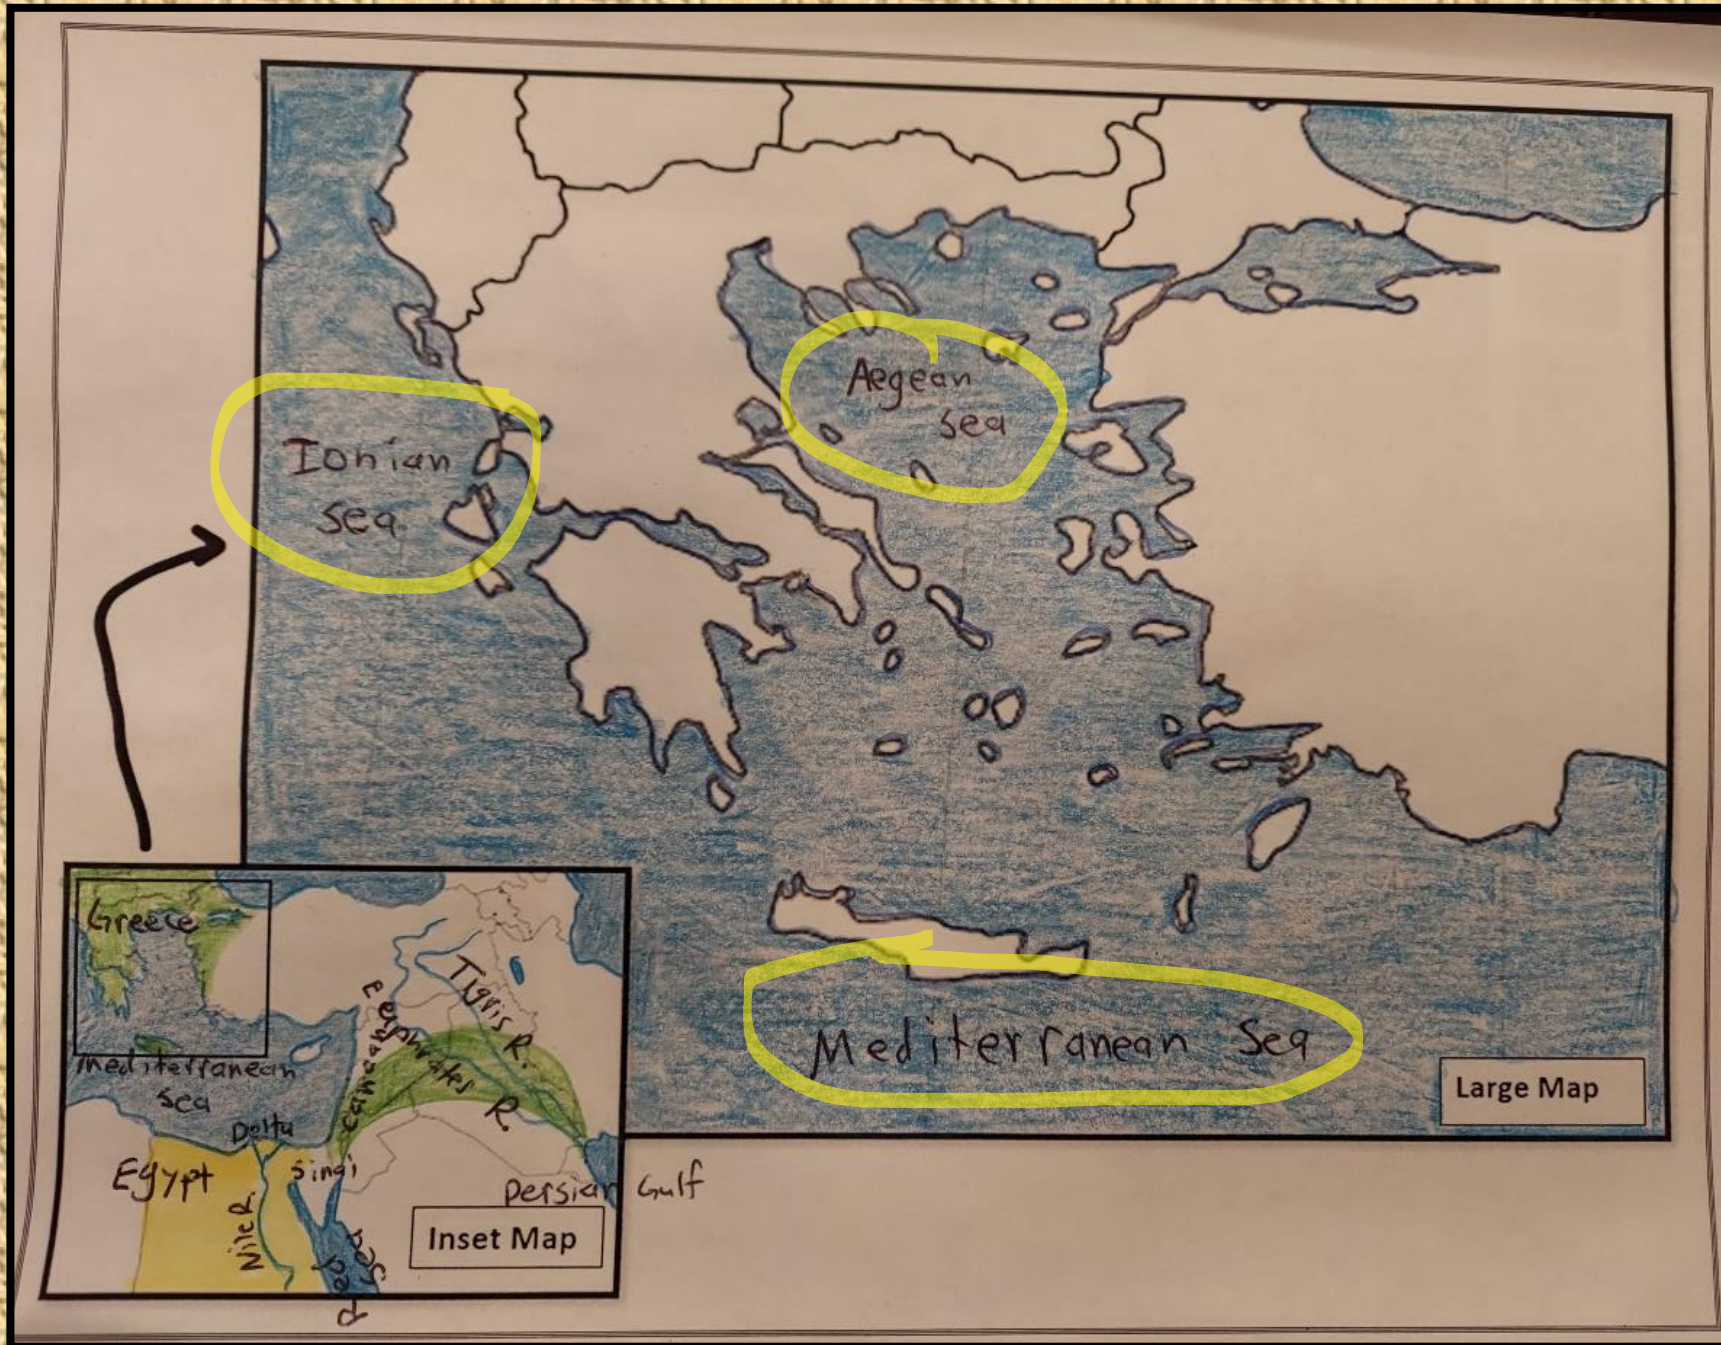 Aegean
sea
Ionian
sea
Mediterranean Sea
Large Map
Greece
Tigris R.
Euphrates R.
canaan
mediterranean
sea
Delta
Egypt
Sinai
Nile R.
Red Sea
Persian Gulf
Inset Map